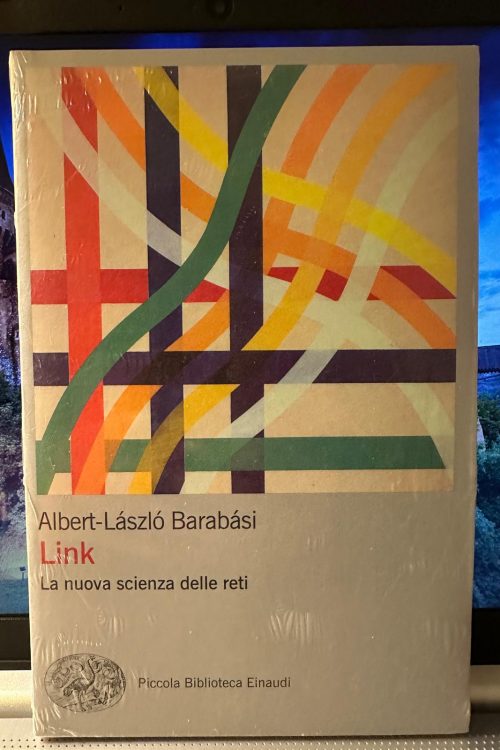 Albert-László Barabási
Link
La nuova scienza delle reti
Piccola Biblioteca Einaudi